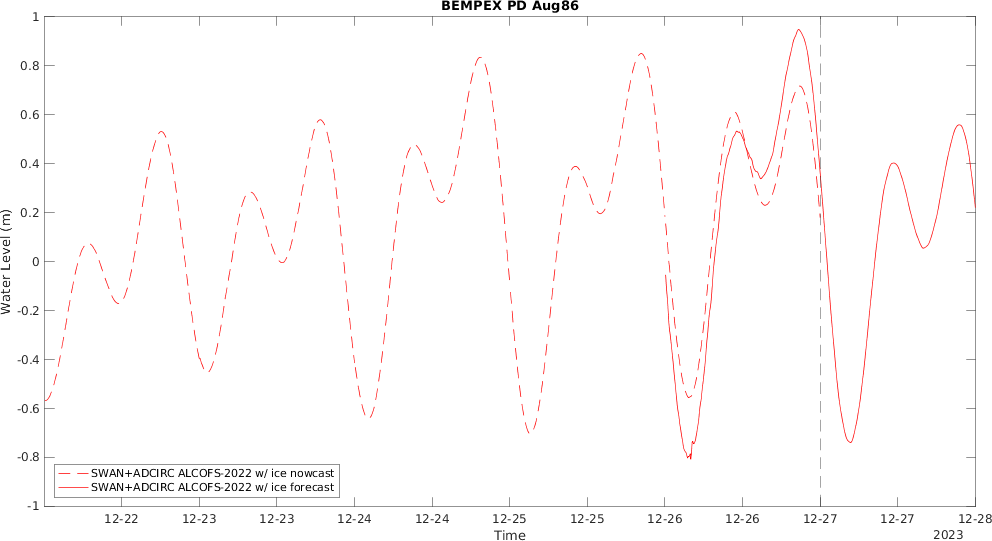 BEMPEX PD Aug86
1
0.8
0.6
0.4
0.2
0
-0.2
-0.4
-0.6
-0.8
-1
Water Level (m)
SWAN+ADCIRC ALCOFS-2022 w/ ice nowcast
SWAN+ADCIRC ALCOFS-2022 w/ ice forecast
12-22 12-23 12-23 12-24 12-24 12-25 12-25 12-26 12-26 12-27 12-27 12-28
Time
2023